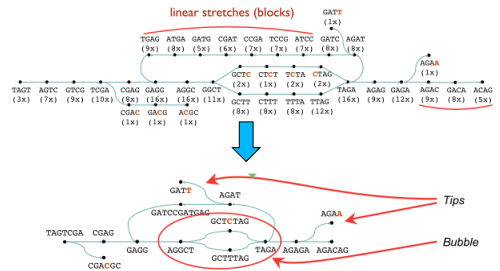 linear stretches (blocks)
GATT
(1x)
TGAG ATGA GATG CGAT CCGA TCCG ATCC GATC AGAT
(9x) (8x) (5x) (6x) (7x) (7x) (7x) (8x) (8x)
AGAA
(1x)
GCTC CTCT TCTA CTAG
(2x) (1x) (2x) (2x)
TAGT AGTC GTCG TCGA CGAG GAGG AGGC GGCT TAGA AGAG GAGA AGAC GACA ACAG
(3x) (7x) (9x) (10x) (8x) (16x) (16x) (11x) (16x) (9x) (12x) (9x) (8x) (5x)
GCTT CTTT TTTA TTAG
(8x) (8x) (8x) (12x)
CGAC GACG ACGC
(1x) (1x) (1x)
GATT
AGAT
Tips
GATCCGATGAG
AGAA
GCTCTAG
TAGTCGA CGAG
GAGG AGGCT TAGA AGAGA AGACAG
Bubble
GCTTTAG
CGACGC